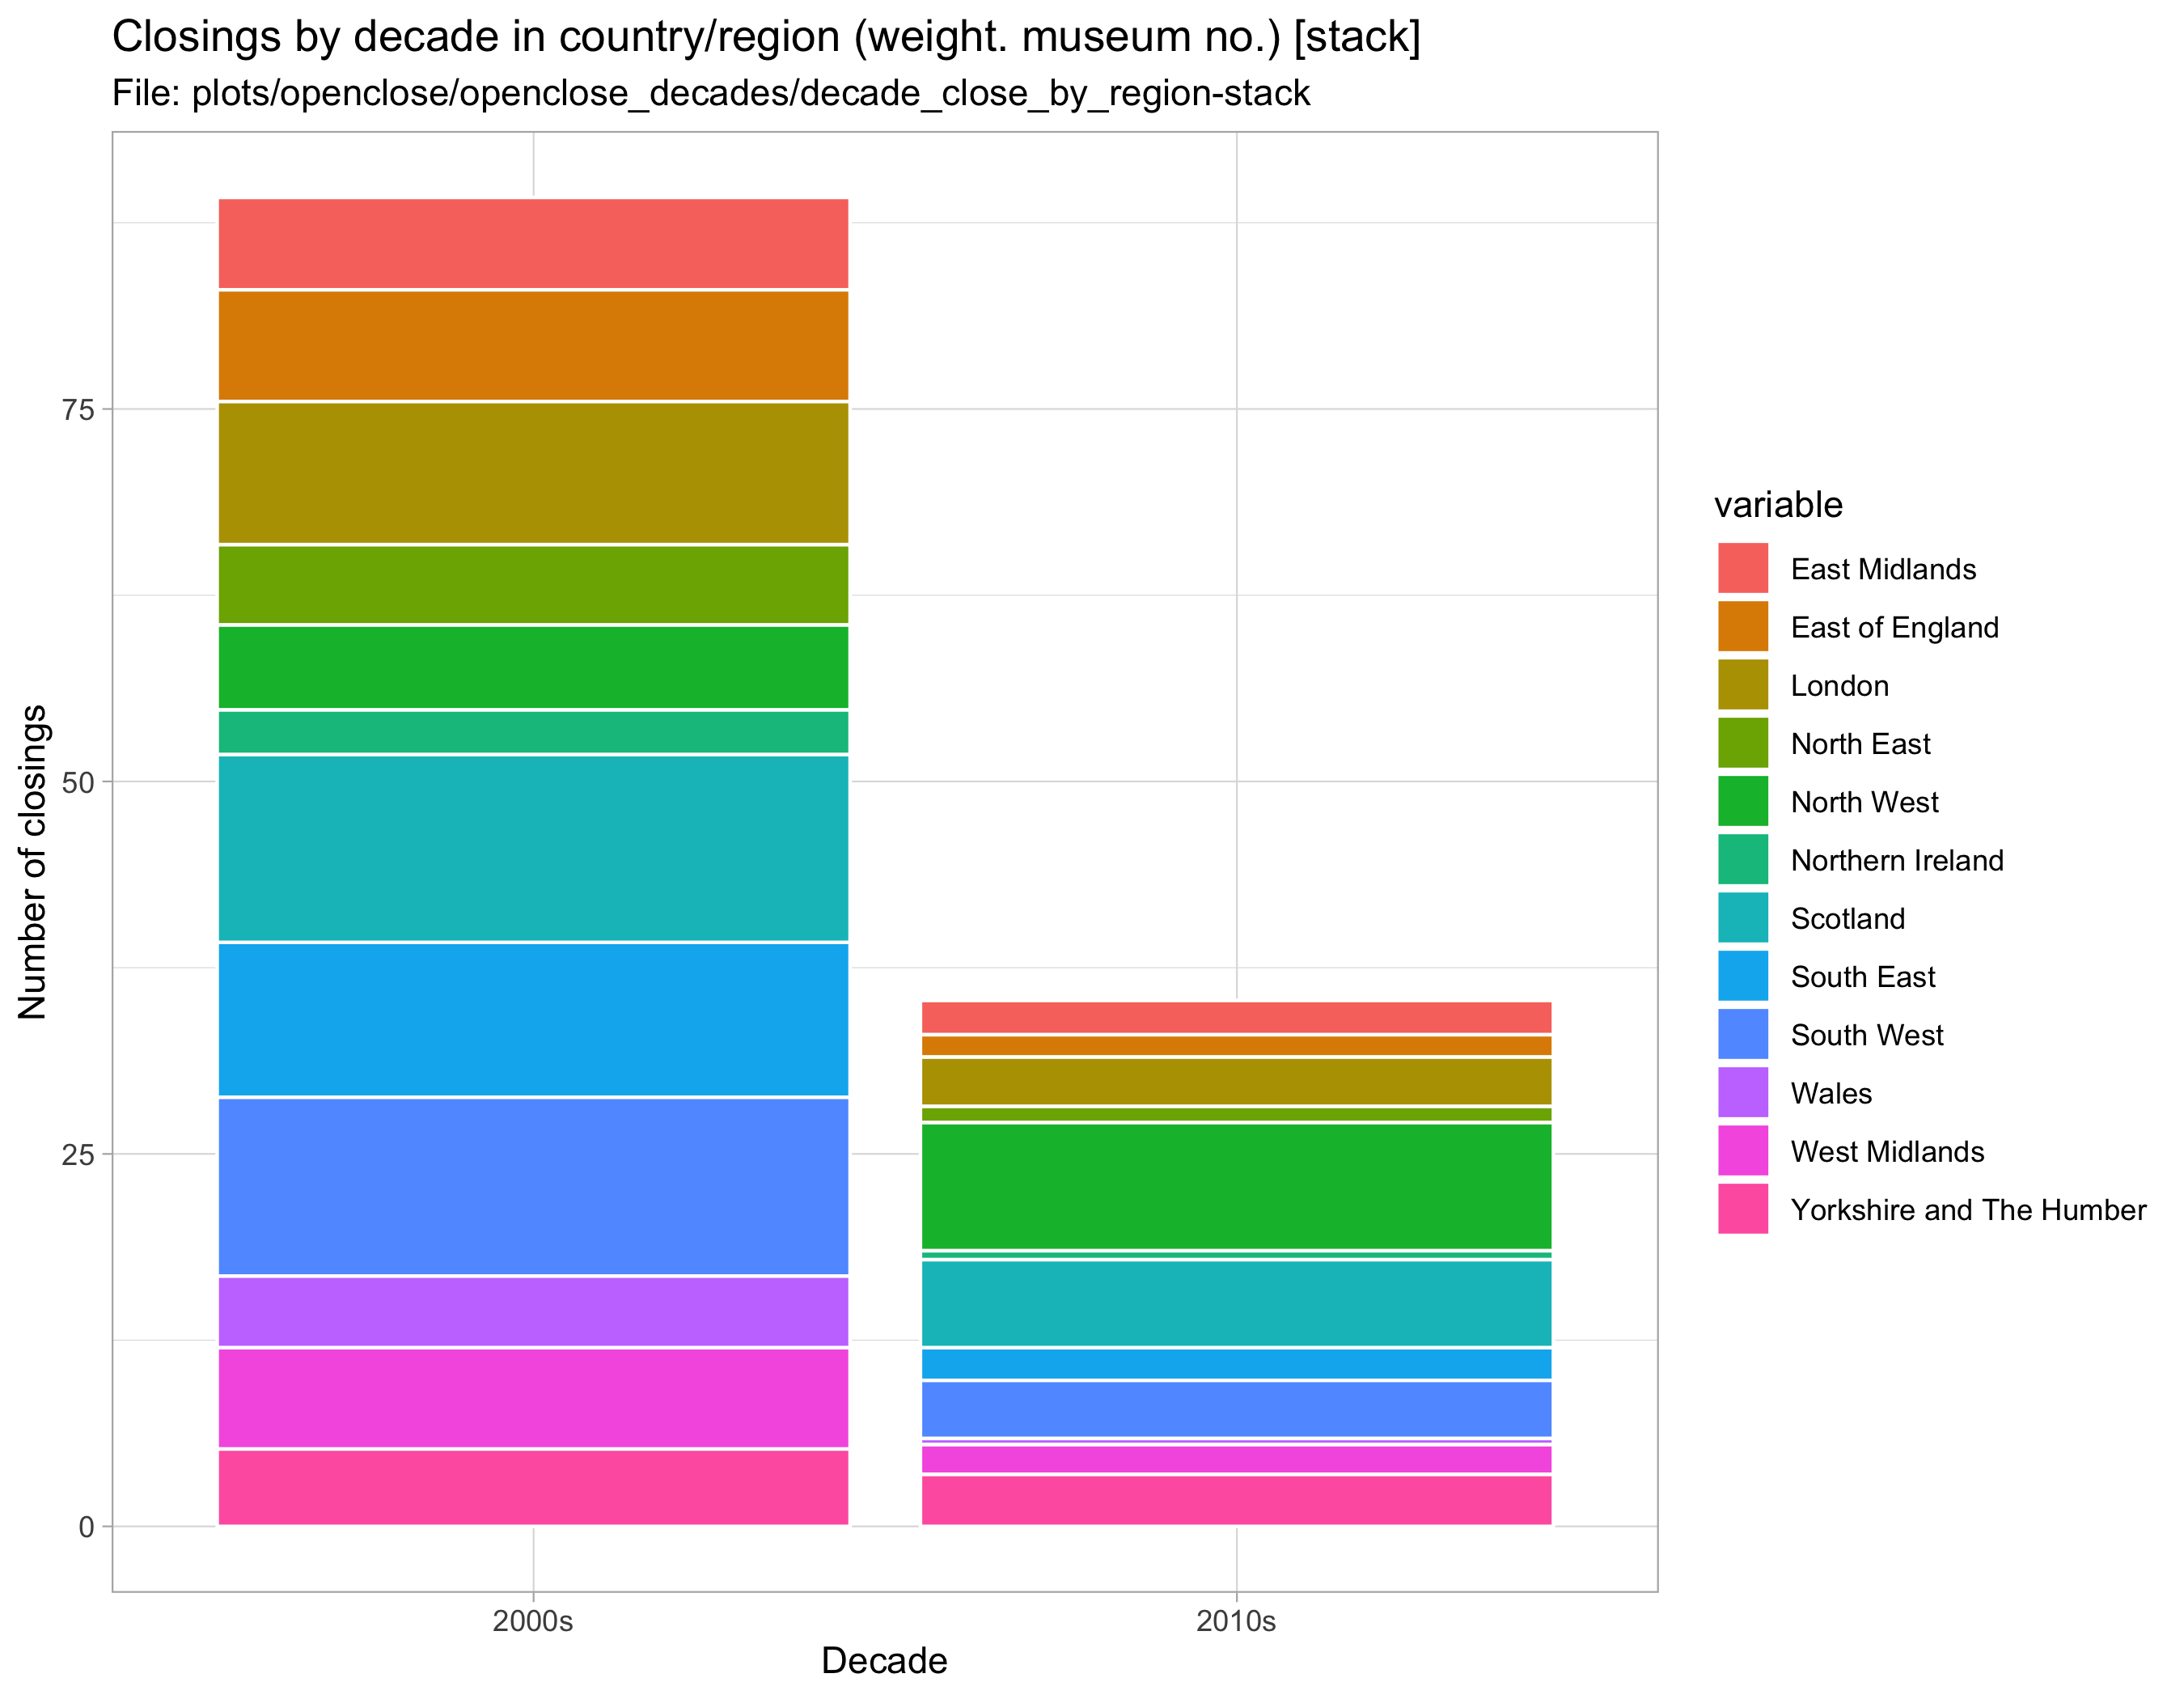 Closings by decade in country/region (weight. museum no.) [stack]
File: plots/openclose/openclose_decades/decade_close_by_region-stack
Number of closings
75
50
25
0
2000s
2010s
Decade
variable
East Midlands
East of England
London
North East
North West
Northern Ireland
Scotland
South East
South West
Wales
West Midlands
Yorkshire and The Humber